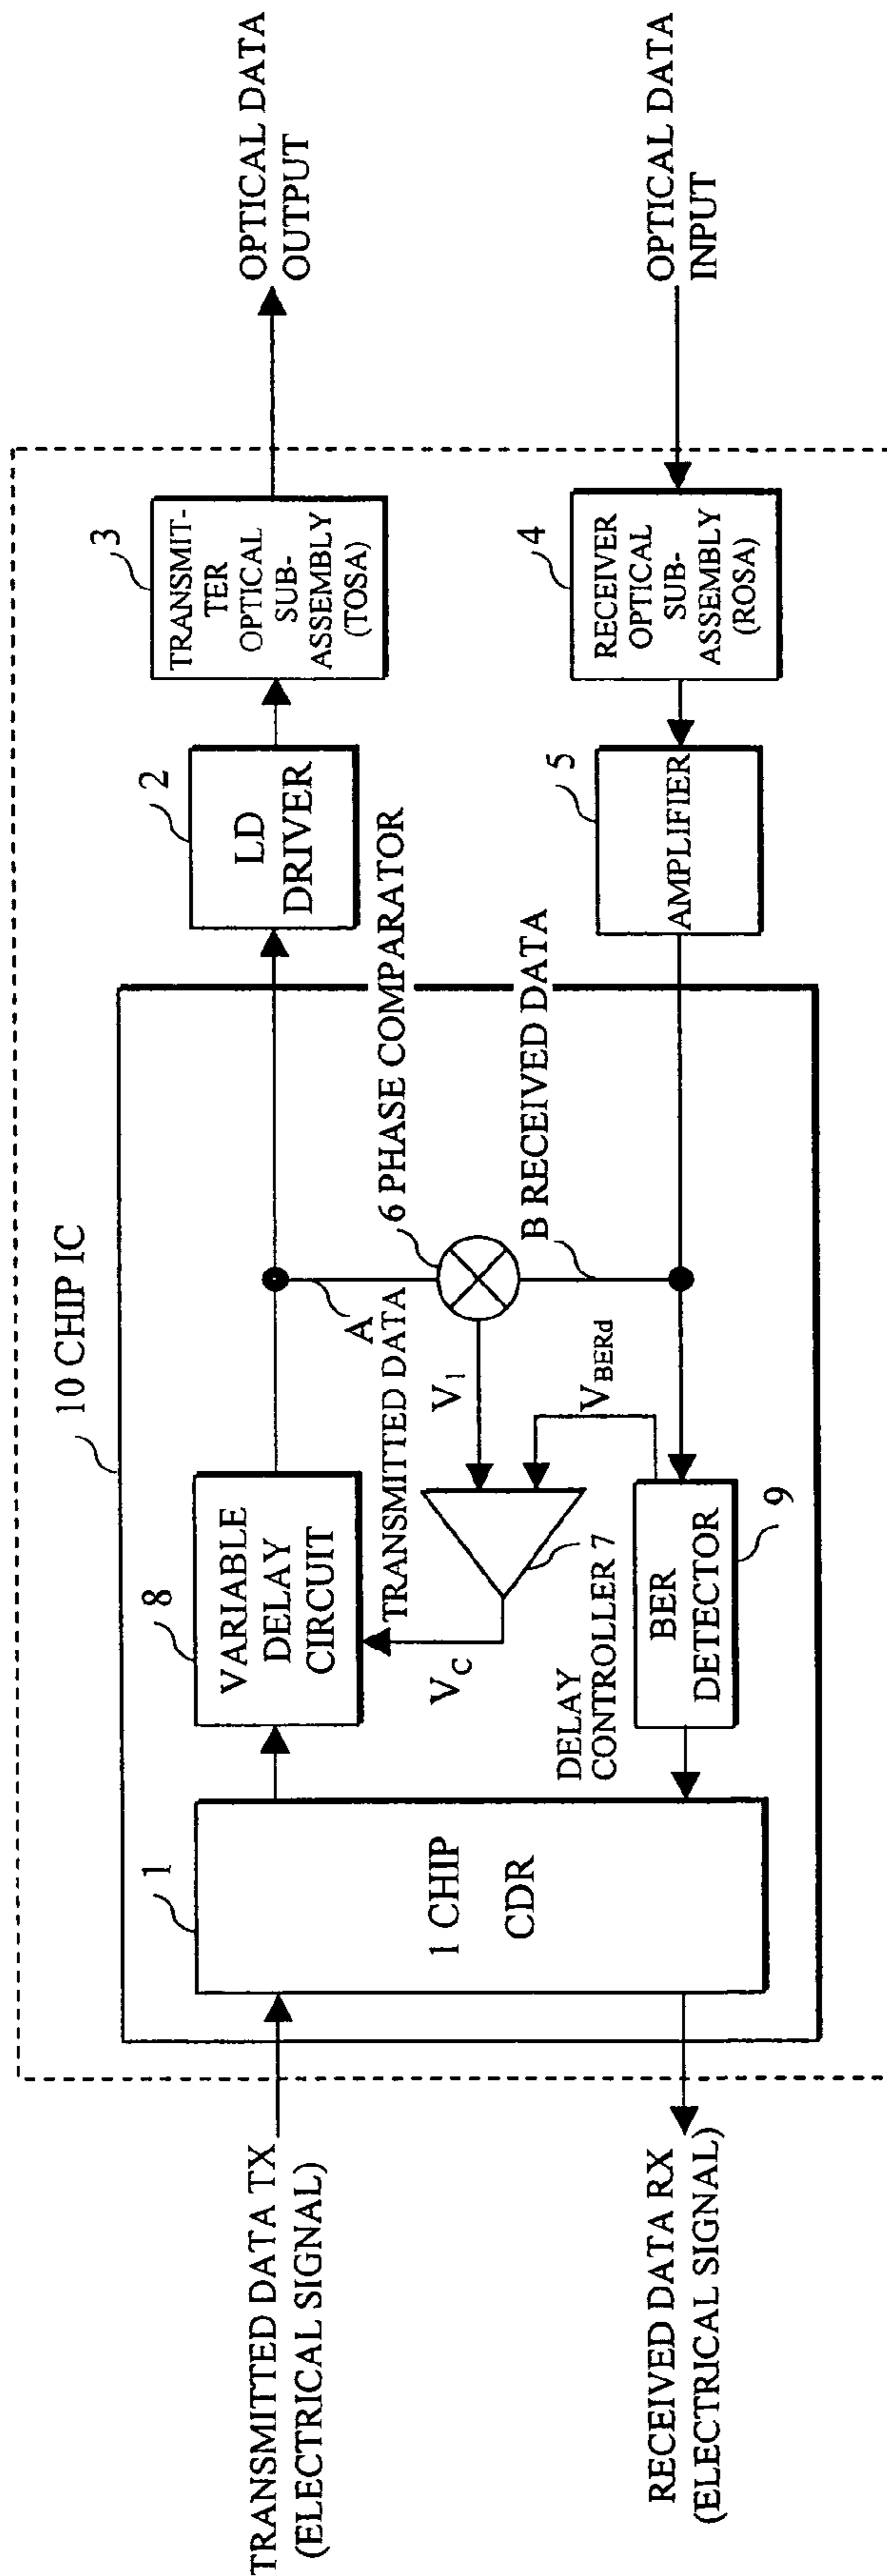 OPTICAL DATA
OUTPUT
OPTICAL DATA
INPUT
3
TRANSMIT-
TER
OPTICAL
SUB-
ASSEMBLY
(TOSA)
4
RECEIVER
OPTICAL
SUB-
ASSEMBLY
(ROSA)
2
LD
DRIVER
5
AMPLIFIER
10 CHIP IC
6 PHASE COMPARATOR
B RECEIVED DATA
A
TRANSMITTED DATA
V1
VBERd
8
VARIABLE
DELAY
CIRCUIT
VC
DELAY
CONTROLLER 7
BER
DETECTOR
9
1
1 CHIP
CDR
TRANSMITTED DATA TX
(ELECTRICAL SIGNAL)
RECEIVED DATA RX
(ELECTRICAL SIGNAL)